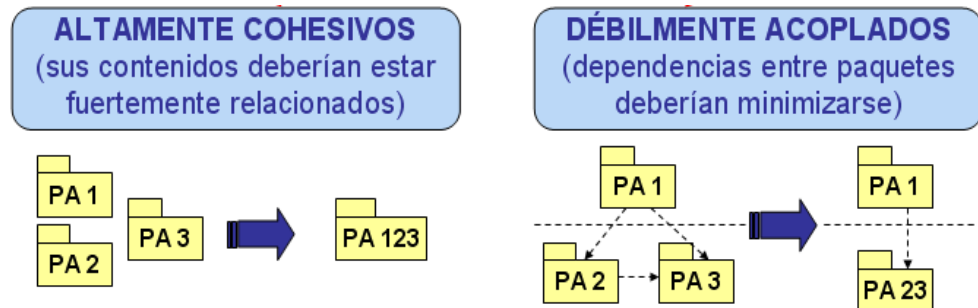 ALTAMENTE COHESIVOS
(sus contenidos deberían estar
fuertemente relacionados)
PA 1
PA 2
PA 3
PA 123
DÉBILMENTE ACOPLADOS
(dependencias entre paquetes
deberían minimizarse)
PA 1
PA 2
PA 3
PA 1
PA 23